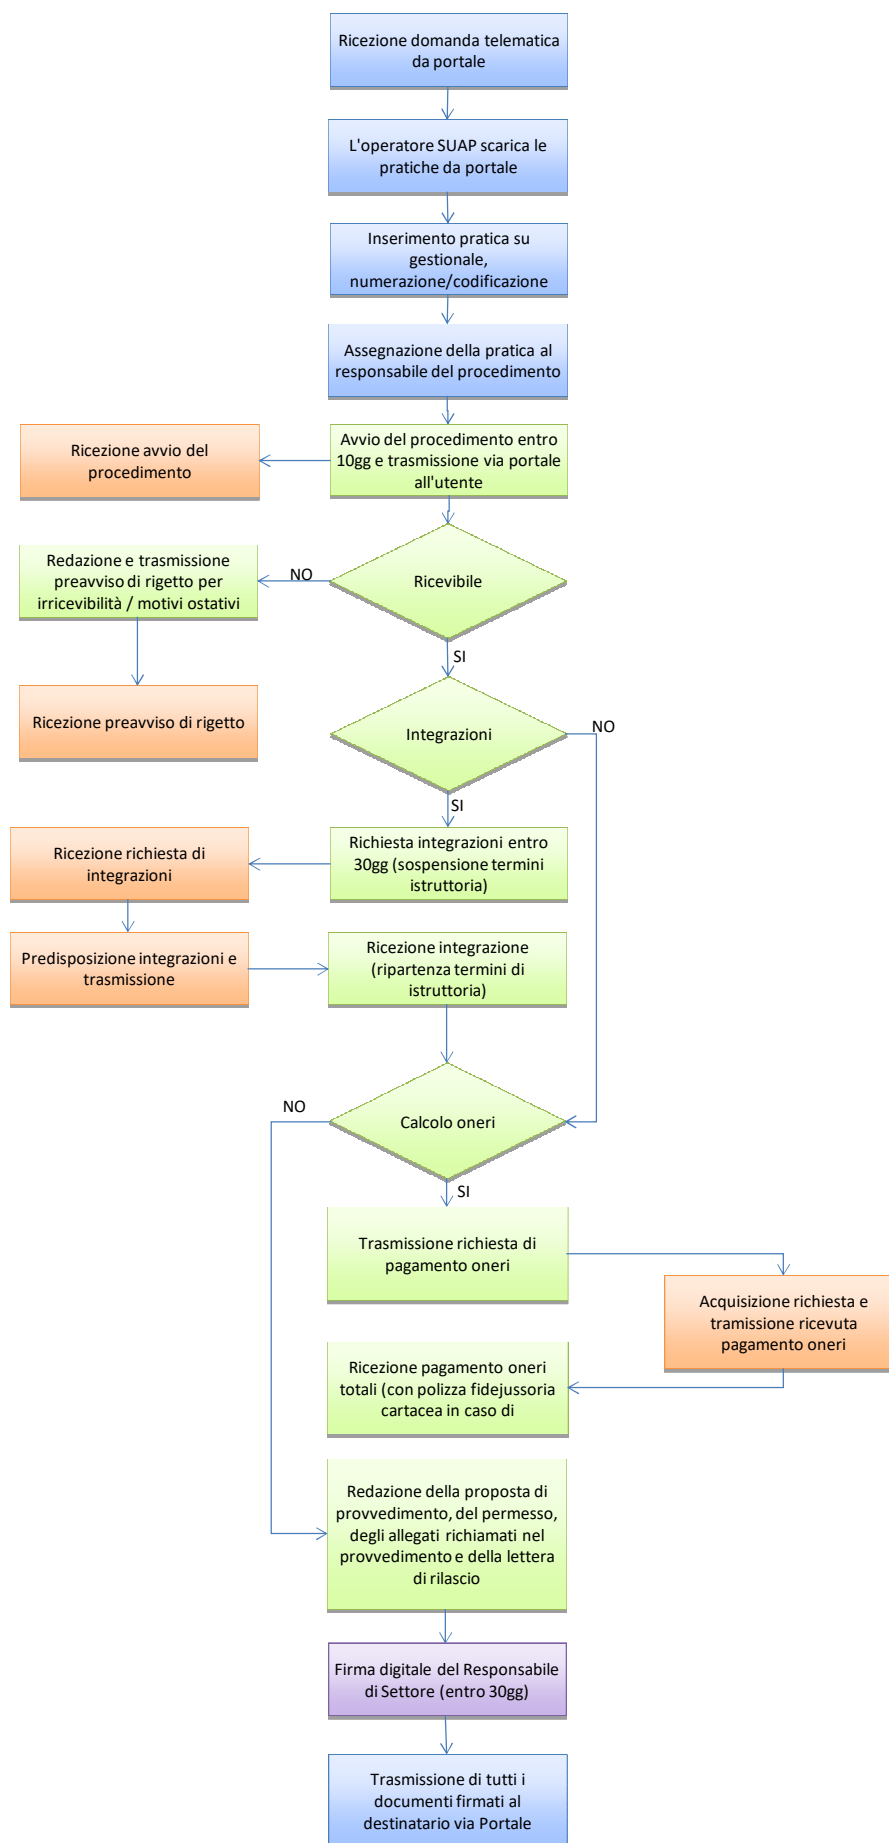 Ricezione domanda telematica
da portale
L'operatore SUAP scarica le
pratiche da portale
Inserimento pratica su
gestionale,
numerazione/codificazione
Assegnazione della pratica al
responsabile del procedimento
Ricezione avvio del
procedimento
Avvio del procedimento entro
10gg e trasmissione via portale
all'utente
Redazione e trasmissione
preavviso di rigetto per
irricevibilità / motivi ostativi
NO
Ricevibile
SI
Ricezione preavviso di rigetto
Integrazioni
NO
SI
Ricezione richiesta di
integrazioni
Richiesta integrazioni entro
30gg (sospensione termini
istruttoria)
Predisposizione integrazioni e
trasmissione
Ricezione integrazione
(ripartenza termini di
istruttoria)
NO
Calcolo oneri
SI
Trasmissione richiesta di
pagamento oneri
Acquisizione richiesta e
tramissione ricevuta
pagamento oneri
Ricezione pagamento oneri
totali (con polizza fidejussoria
cartacea in caso di
Redazione della proposta di
provvedimento, del permesso,
degli allegati richiamati nel
provvedimento e della lettera
di rilascio
Firma digitale del Responsabile
di Settore (entro 30gg)
Trasmissione di tutti i
documenti firmati al
destinatario via Portale